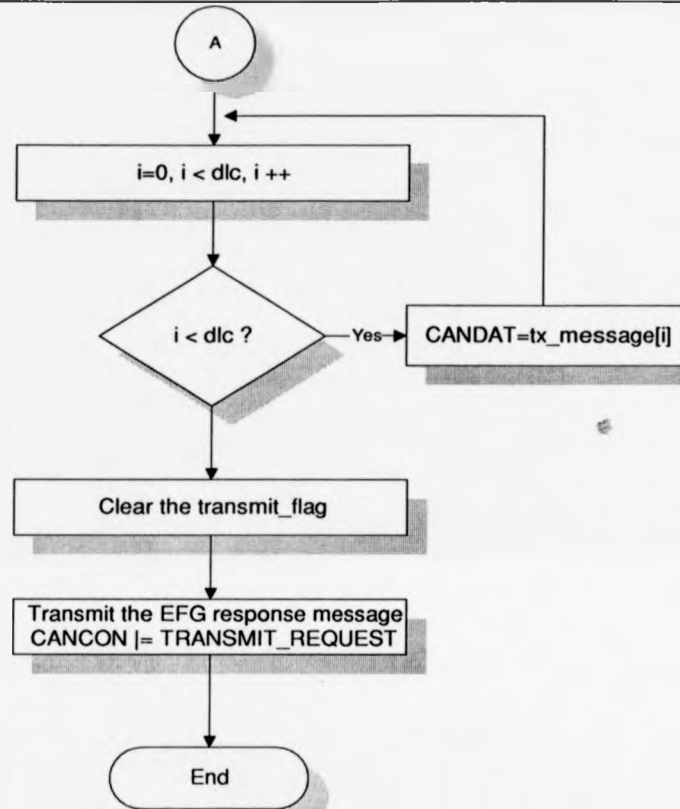 A
i=0, i < dlc, i ++
i < dlc ?
Yes
CANDAT=tx_message[i]
Clear the transmit_flag
Transmit the EFG response message
CANCON |= TRANSMIT_REQUEST
End